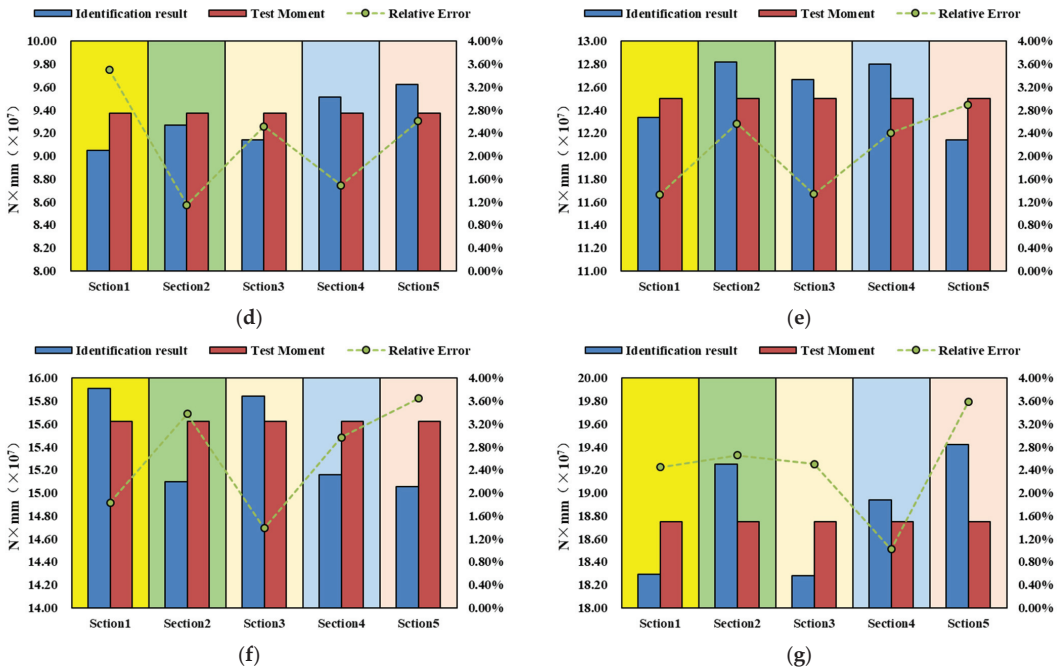 Identification result Test Moment Relative Error
10.00 9.80 9.60 9.40 9.20 9.00 8.80 8.60 8.40 8.20 8.00
N×mm（×10⁷）
4.00% 3.60% 3.20% 2.80% 2.40% 2.00% 1.60% 1.20% 0.80% 0.40% 0.00%
Sction1 Section2 Section3 Section4 Section5
(d)
Identification result Test Moment Relative Error
13.00 12.80 12.60 12.40 12.20 12.00 11.80 11.60 11.40 11.20 11.00
N×mm（×10⁷）
4.00% 3.60% 3.20% 2.80% 2.40% 2.00% 1.60% 1.20% 0.80% 0.40% 0.00%
Sction1 Section2 Section3 Section4 Section5
(e)
Identification result Test Moment Relative Error
16.00 15.80 15.60 15.40 15.20 15.00 14.80 14.60 14.40 14.20 14.00
N×mm（×10⁷）
4.00% 3.60% 3.20% 2.80% 2.40% 2.00% 1.60% 1.20% 0.80% 0.40% 0.00%
Sction1 Section2 Section3 Section4 Section5
(f)
Identification result Test Moment Relative Error
20.00 19.80 19.60 19.40 19.20 19.00 18.80 18.60 18.40 18.20 18.00
N×mm（×10⁷）
4.00% 3.60% 3.20% 2.80% 2.40% 2.00% 1.60% 1.20% 0.80% 0.40% 0.00%
Sction1 Section2 Section3 Section4 Section5
(g)